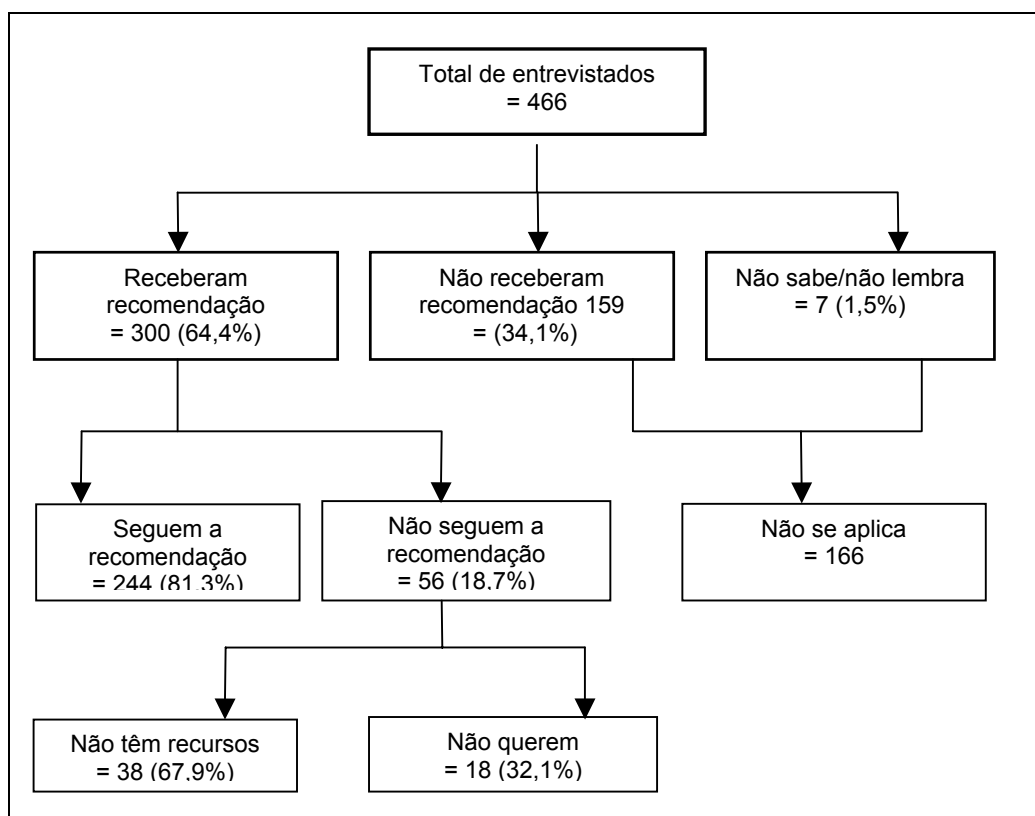 Total de entrevistados
= 466
Receberam
recomendação
= 300 (64,4%)
Não receberam
recomendação 159
= (34,1%)
Não sabe/não lembra
= 7 (1,5%)
Seguem a
recomendação
= 244 (81,3%)
Não seguem a
recomendação
= 56 (18,7%)
Não se aplica
= 166
Não têm recursos
= 38 (67,9%)
Não querem
= 18 (32,1%)